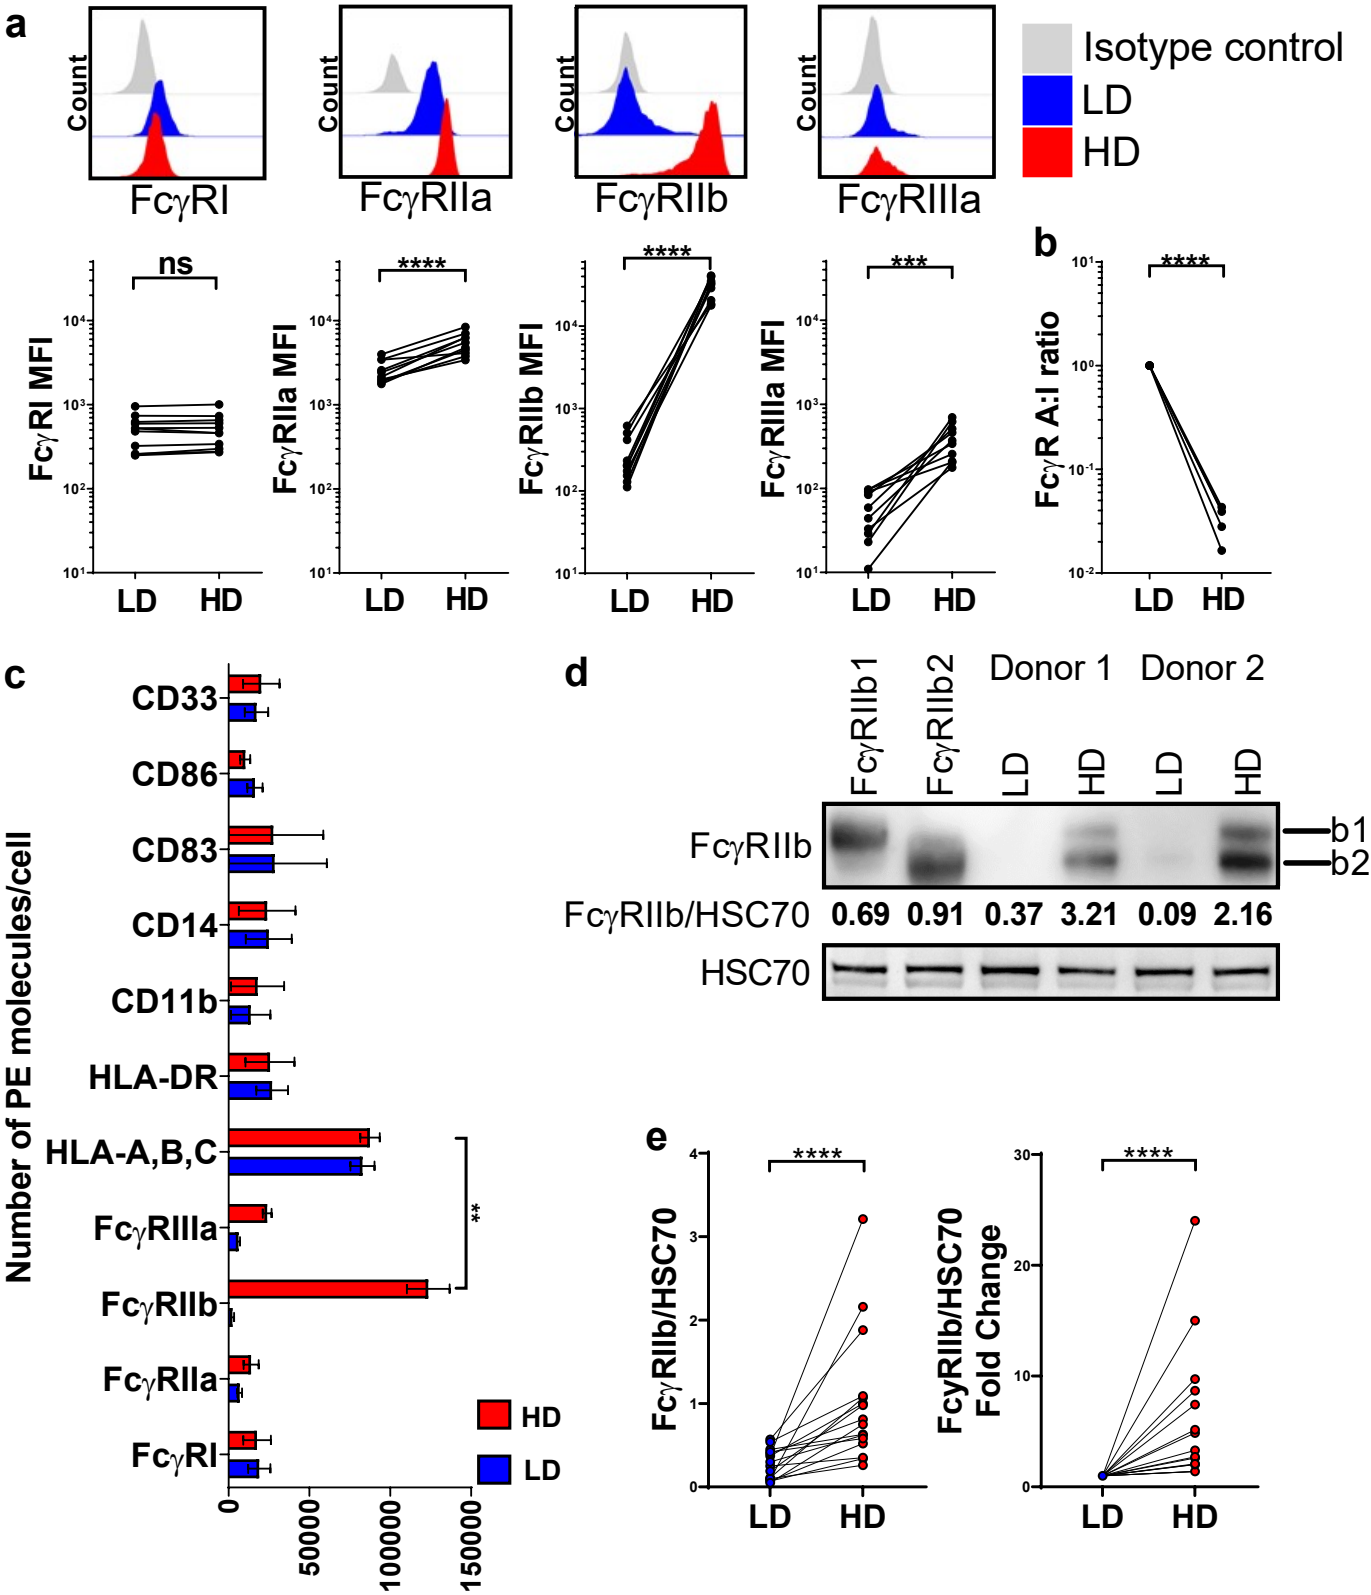 a
Count
Count
Count
Count
FcγRI
FcγRIIa
FcγRIIb
FcγRIIIa
Isotype control
LD
HD
ns
****
****
***
FcγRI MFI
10⁴
10³
10²
10¹
LD HD
FcγRIIa MFI
10⁴
10³
10²
10¹
LD HD
FcγRIIb MFI
10⁴
10³
10²
10¹
LD HD
FcγRIIIa MFI
10⁴
10³
10²
10¹
LD HD
b
****
FcγR A:I ratio
10¹
10⁰
10⁻¹
10⁻²
LD HD
c
Number of PE molecules/cell
CD33
CD86
CD83
CD14
CD11b
HLA-DR
HLA-A,B,C
FcγRIIIa
FcγRIIb
FcγRIIa
FcγRI
**
HD
LD
0 50000 100000 150000
d
Donor 1 Donor 2
FcγRIIb1 FcγRIIb2 LD HD LD HD
FcγRIIb
b1
b2
FcγRIIb/HSC70 0.69 0.91 0.37 3.21 0.09 2.16
HSC70
e
****
FcγRIIb/HSC70
4
3
2
1
0
LD HD
****
FcyRIIb/HSC70
Fold Change
30
20
10
0
LD HD